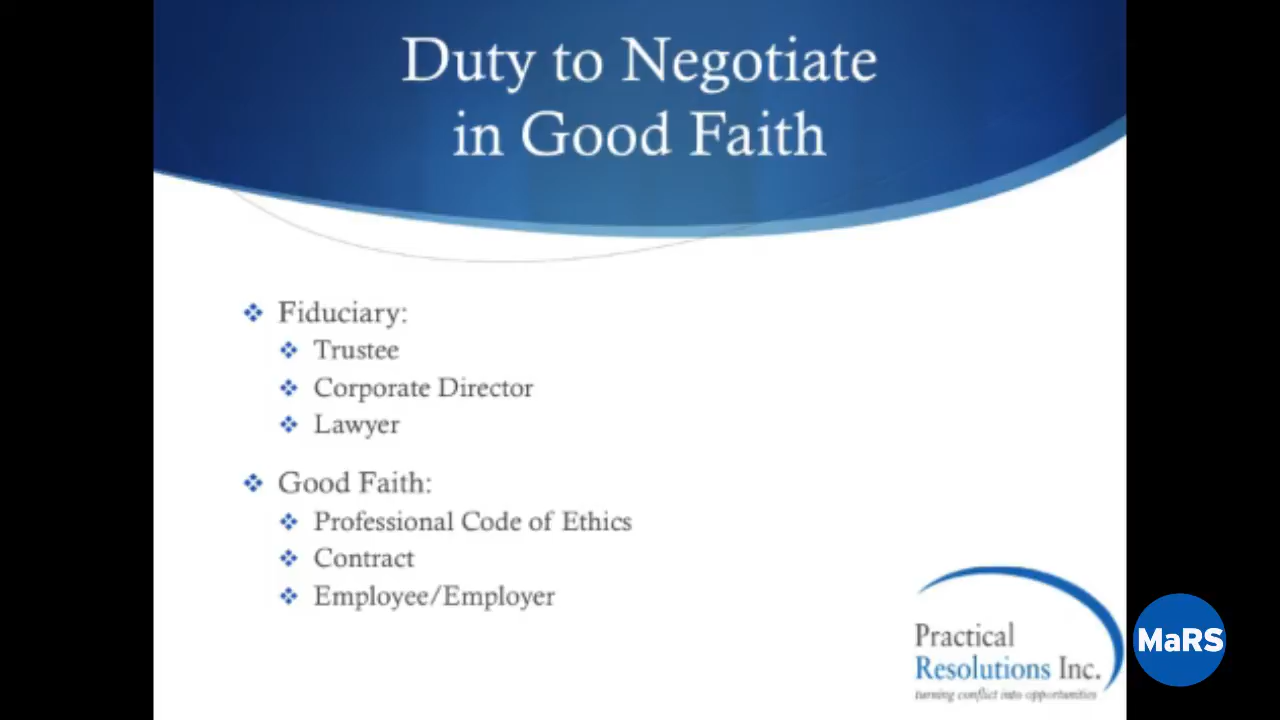 Duty to Negotiate
in Good Faith
Fiduciary:
Trustee
Corporate Director
Lawyer
Good Faith:
Professional Code of Ethics
Contract
Employee/Employer
Practical
Resolutions Inc.
turning conflict into opportunities
MaRS